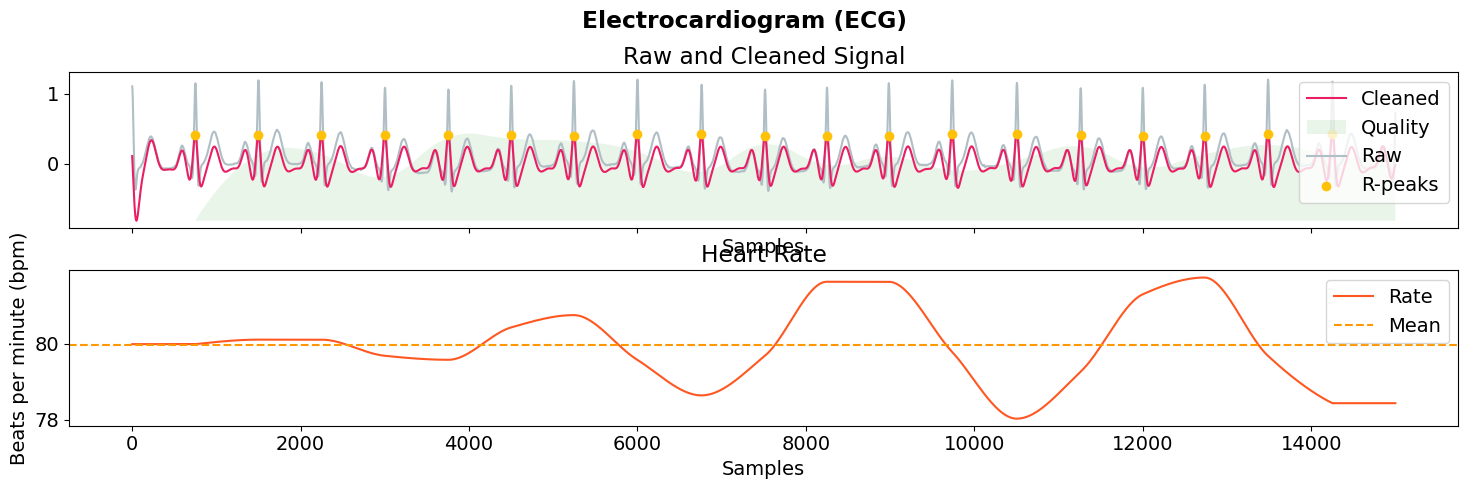 Electrocardiogram (ECG)
Raw and Cleaned Signal
1
0
Cleaned
Quality
Raw
R-peaks
Samples
Heart Rate
Beats per minute (bpm)
80
78
Rate
Mean
0 2000 4000 6000 8000 10000 12000 14000
Samples